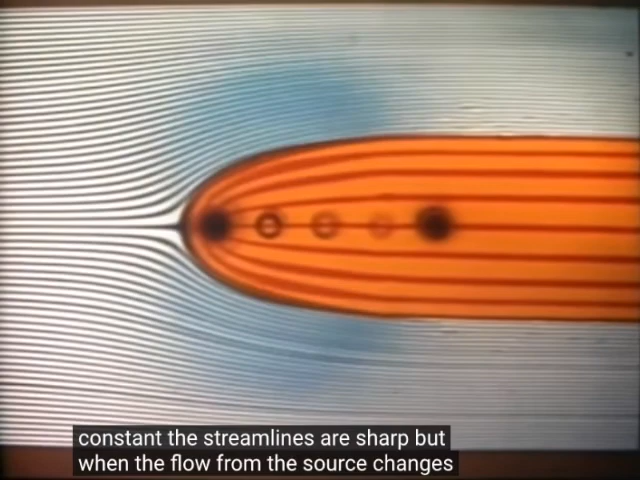 constant the streamlines are sharp but
when the flow from the source changes